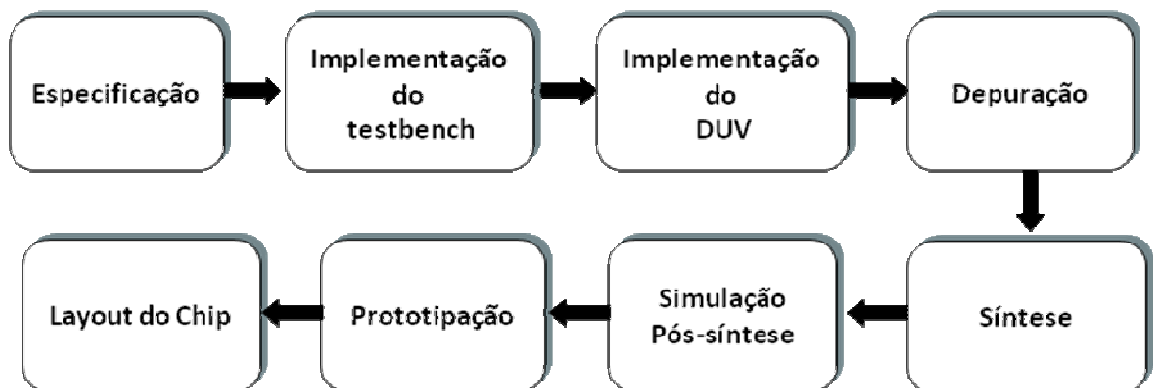 Especificação
Implementação
do
testbench
Implementação
do
DUV
Depuração
Síntese
Simulação
Pós-síntese
Prototipação
Layout do Chip